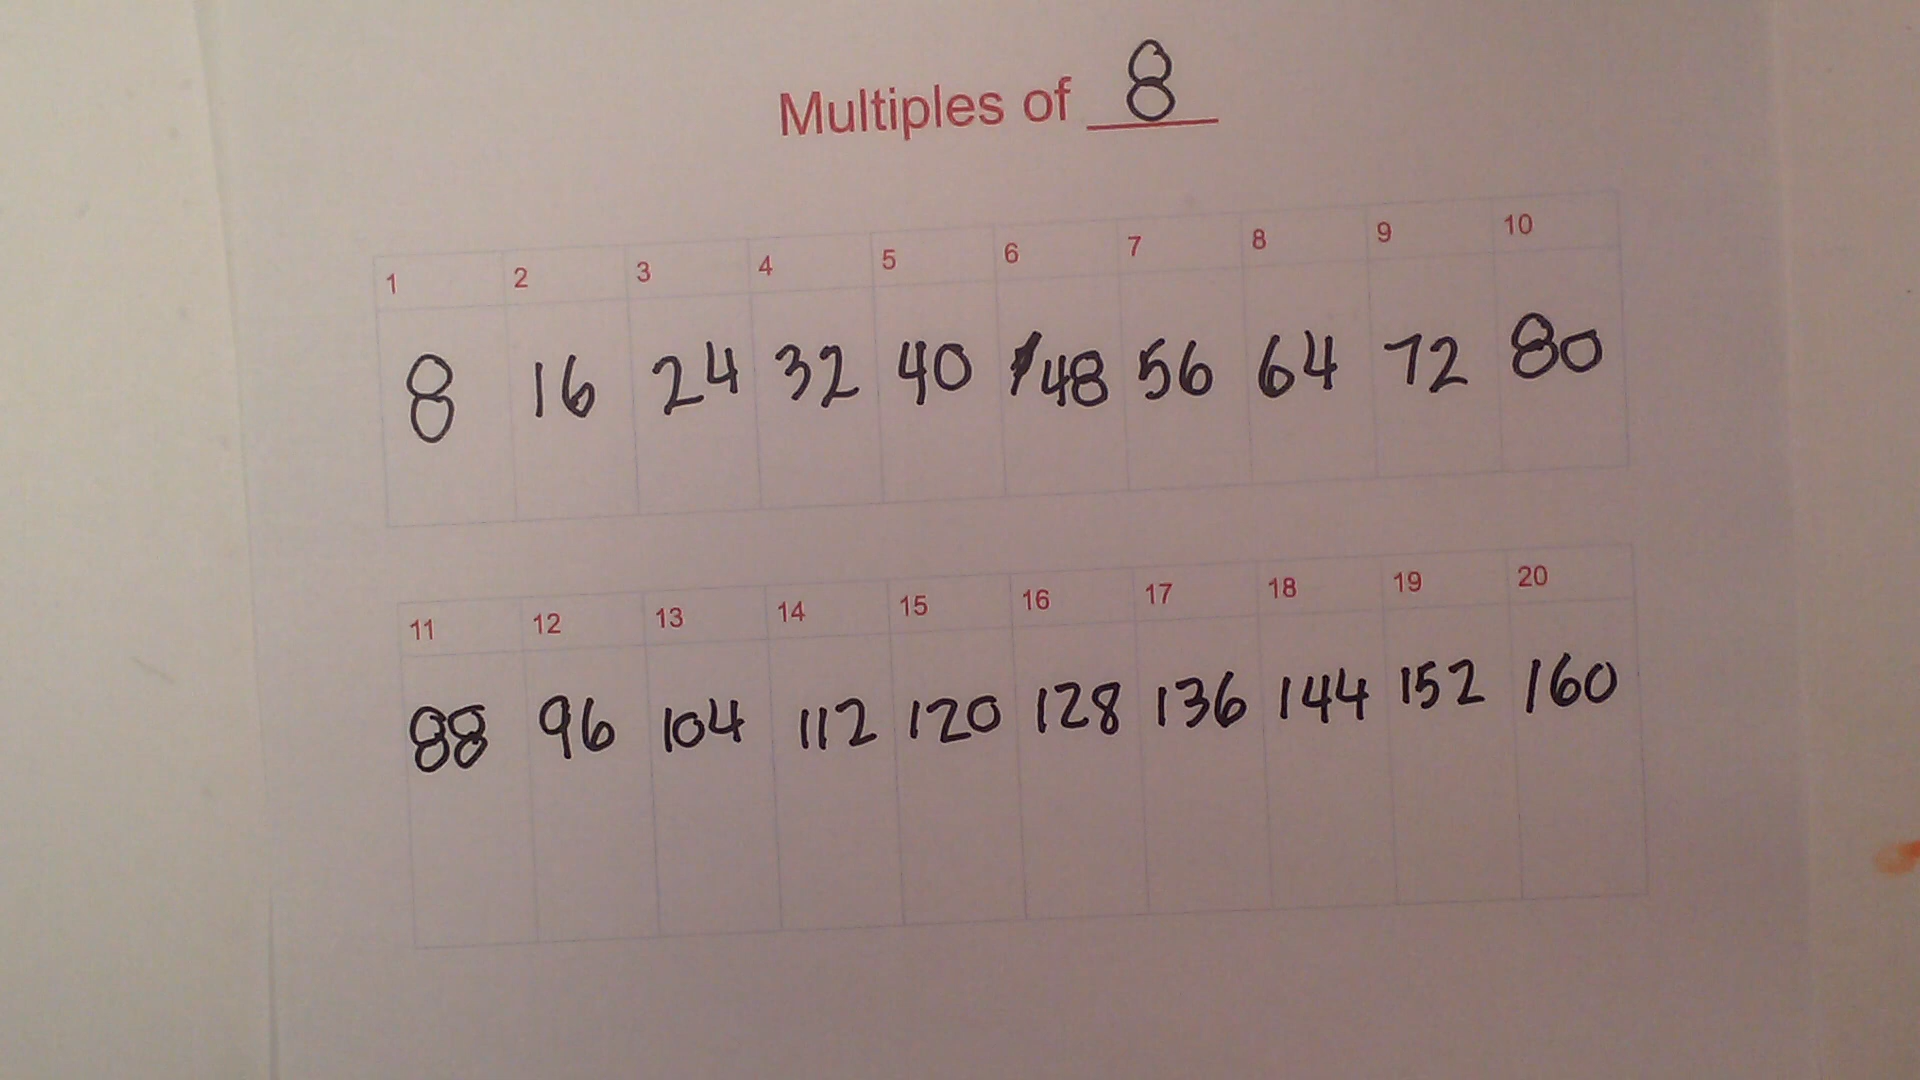 Multiples of 8
1 2 3 4 5 6 7 8 9 10
8 16 24 32 40 48 56 64 72 80
11 12 13 14 15 16 17 18 19 20
88 96 104 112 120 128 136 144 152 160